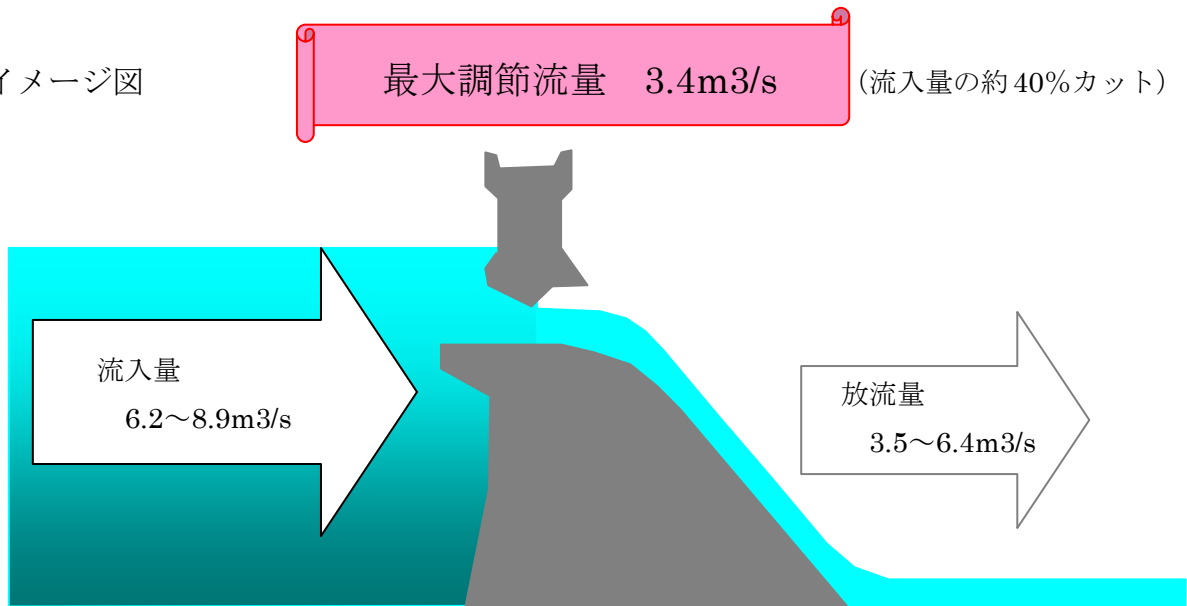 イメージ図
最大調節流量 3.4m3/s
(流入量の約40%カット)
流入量
6.2～8.9m3/s
放流量
3.5～6.4m3/s